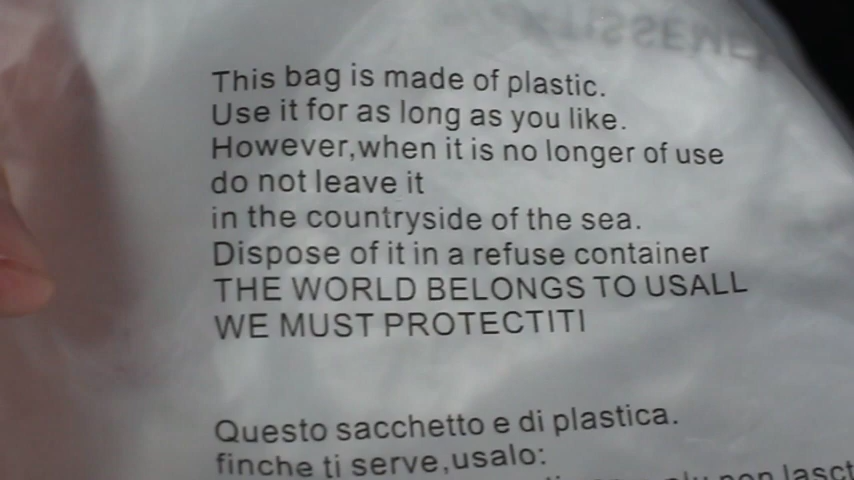 This bag is made of plastic.
Use it for as long as you like.
However,when it is no longer of use
do not leave it
in the countryside of the sea.
Dispose of it in a refuse container
THE WORLD BELONGS TO USALL
WE MUST PROTECTITI
Questo sacchetto e di plastica.
finche ti serve,usalo:
non